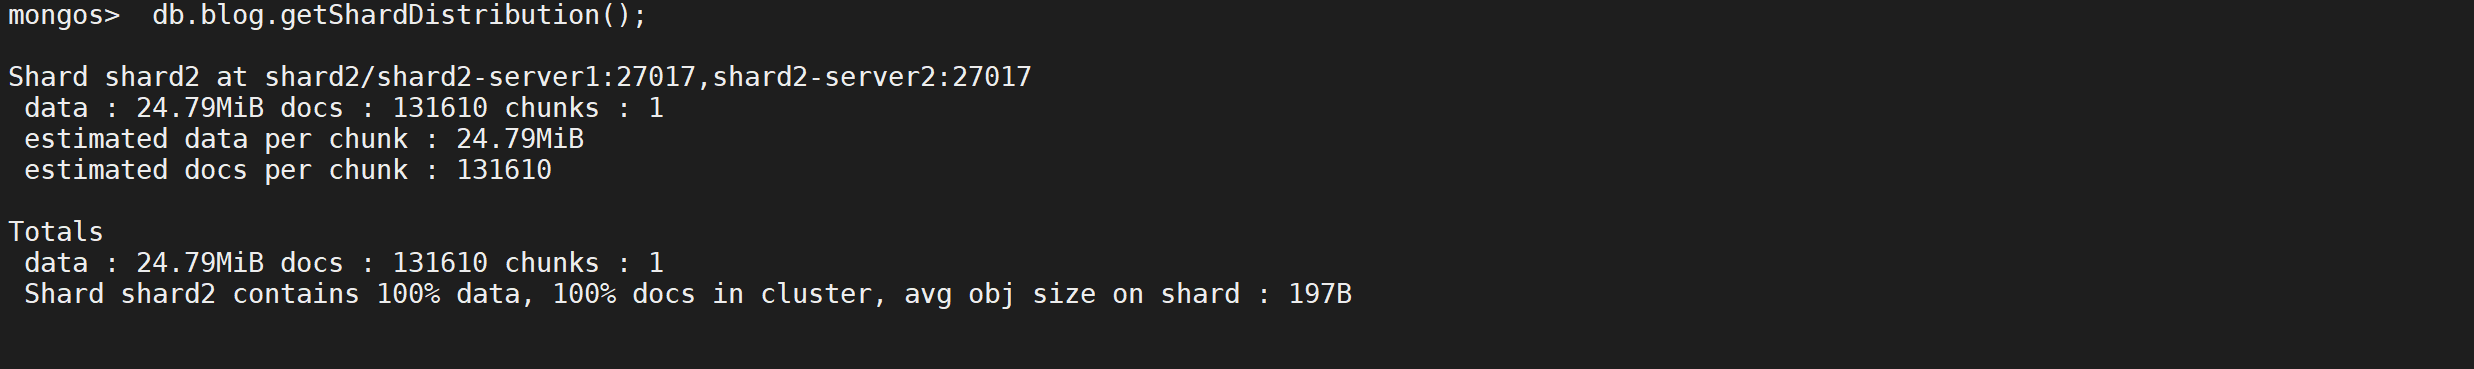 mongos>  db.blog.getShardDistribution();
Shard shard2 at shard2/shard2-server1:27017,shard2-server2:27017
 data : 24.79MiB docs : 131610 chunks : 1
 estimated data per chunk : 24.79MiB
 estimated docs per chunk : 131610
Totals
 data : 24.79MiB docs : 131610 chunks : 1
 Shard shard2 contains 100% data, 100% docs in cluster, avg obj size on shard : 197B